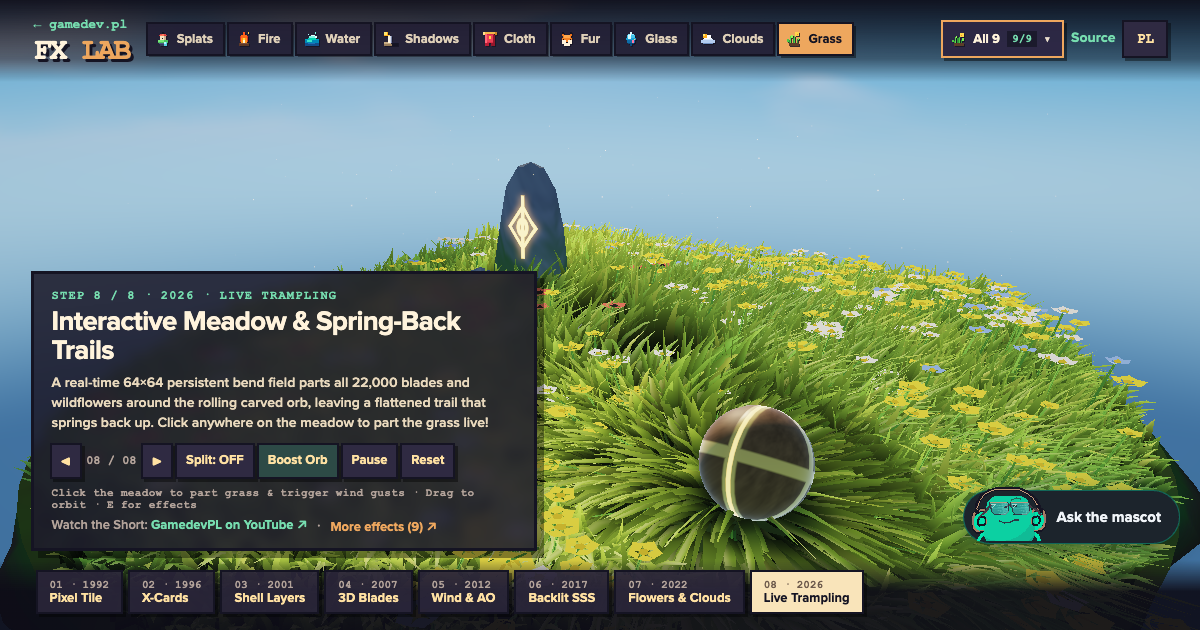 ← gamedev.pl
FX LAB
Splats
Fire
Water
Shadows
Cloth
Fur
Glass
Clouds
Grass
All 9 9/9 ▼
Source
PL
STEP 8 / 8 · 2026 · LIVE TRAMPLING
Interactive Meadow & Spring-Back
Trails
A real-time 64×64 persistent bend field parts all 22,000 blades and
wildflowers around the rolling carved orb, leaving a flattened trail that
springs back up. Click anywhere on the meadow to part the grass live!
◀ 08 / 08 ▶ Split: OFF Boost Orb Pause Reset
Click the meadow to part grass & trigger wind gusts · Drag to
orbit · E for effects
Watch the Short: GamedevPL on YouTube ↗ · More effects (9) ↗
Ask the mascot
01 · 1992
Pixel Tile
02 · 1996
X-Cards
03 · 2001
Shell Layers
04 · 2007
3D Blades
05 · 2012
Wind & AO
06 · 2017
Backlit SSS
07 · 2022
Flowers & Clouds
08 · 2026
Live Trampling